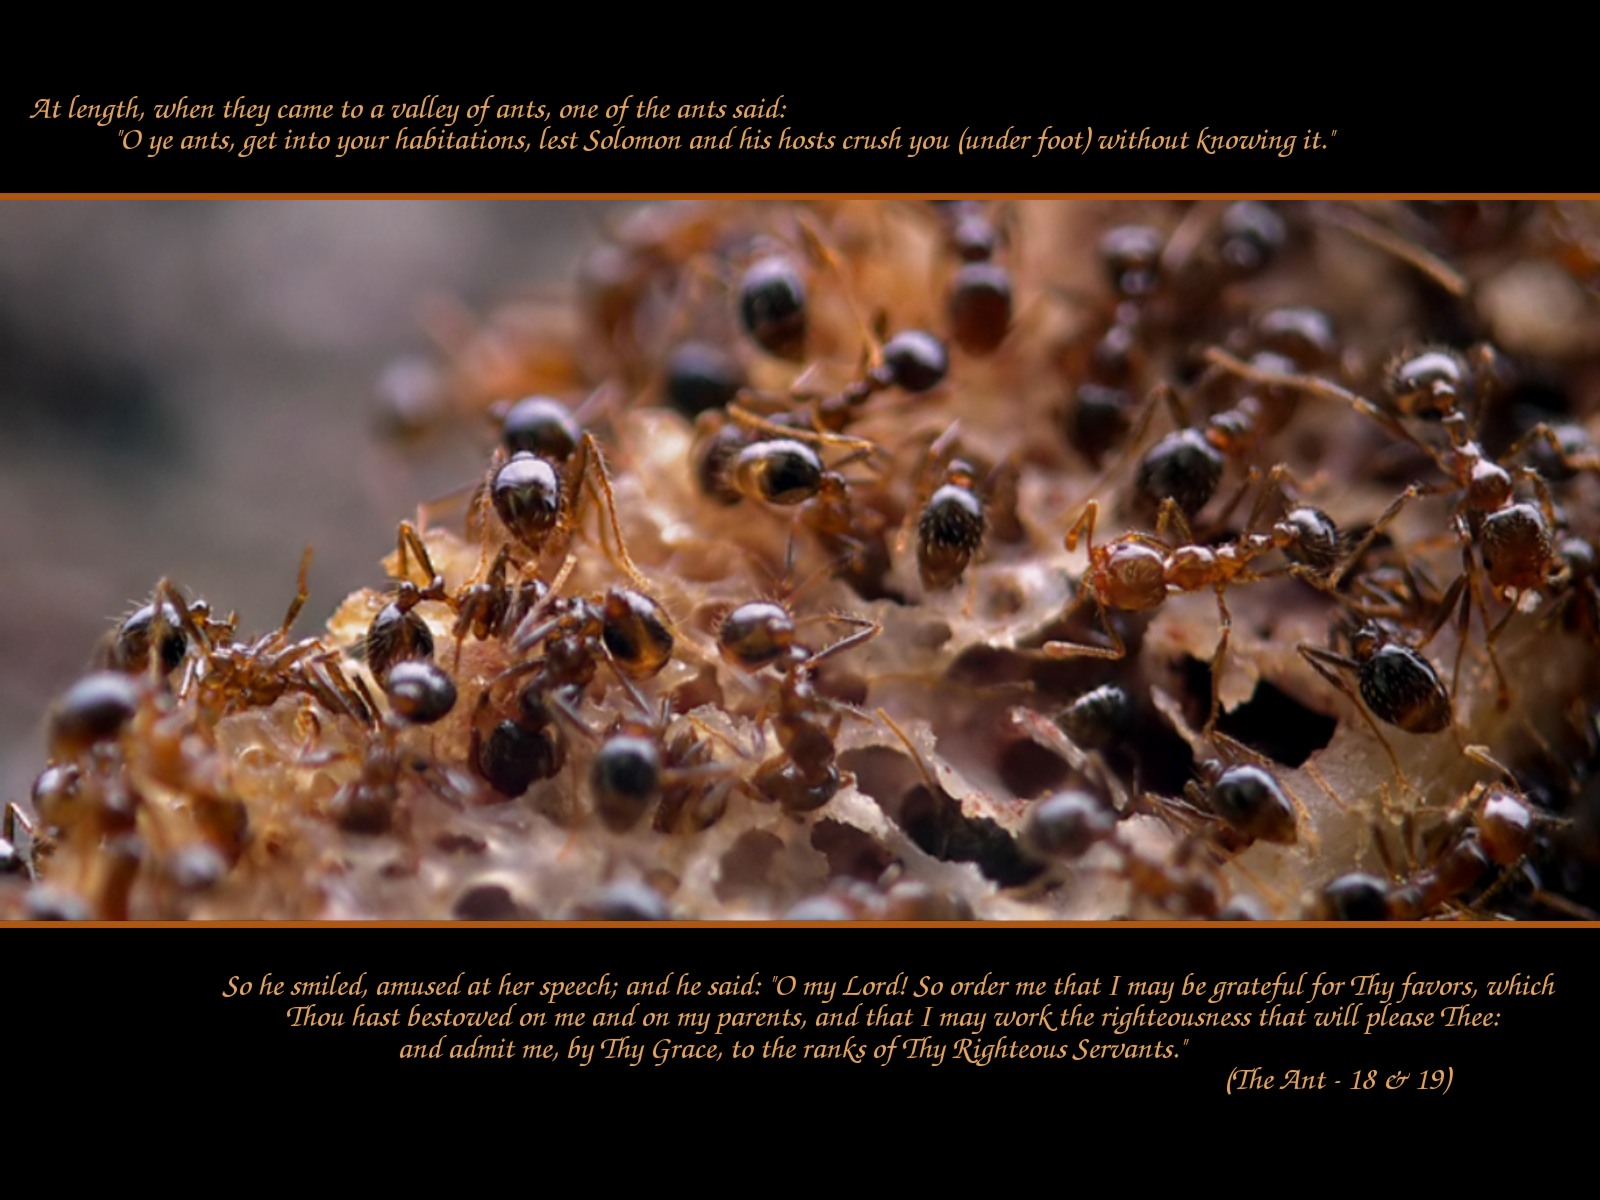 At length, when they came to a valley of ants, one of the ants said:
"O ye ants, get into your habitations, lest Solomon and his hosts crush you (under foot) without knowing it."
So he smiled, amused at her speech; and he said: "O my Lord! So order me that I may be grateful for Thy favors, which
Thou hast bestowed on me and on my parents, and that I may work the righteousness that will please Thee:
and admit me, by Thy Grace, to the ranks of Thy Righteous Servants."
(The Ant - 18 & 19)